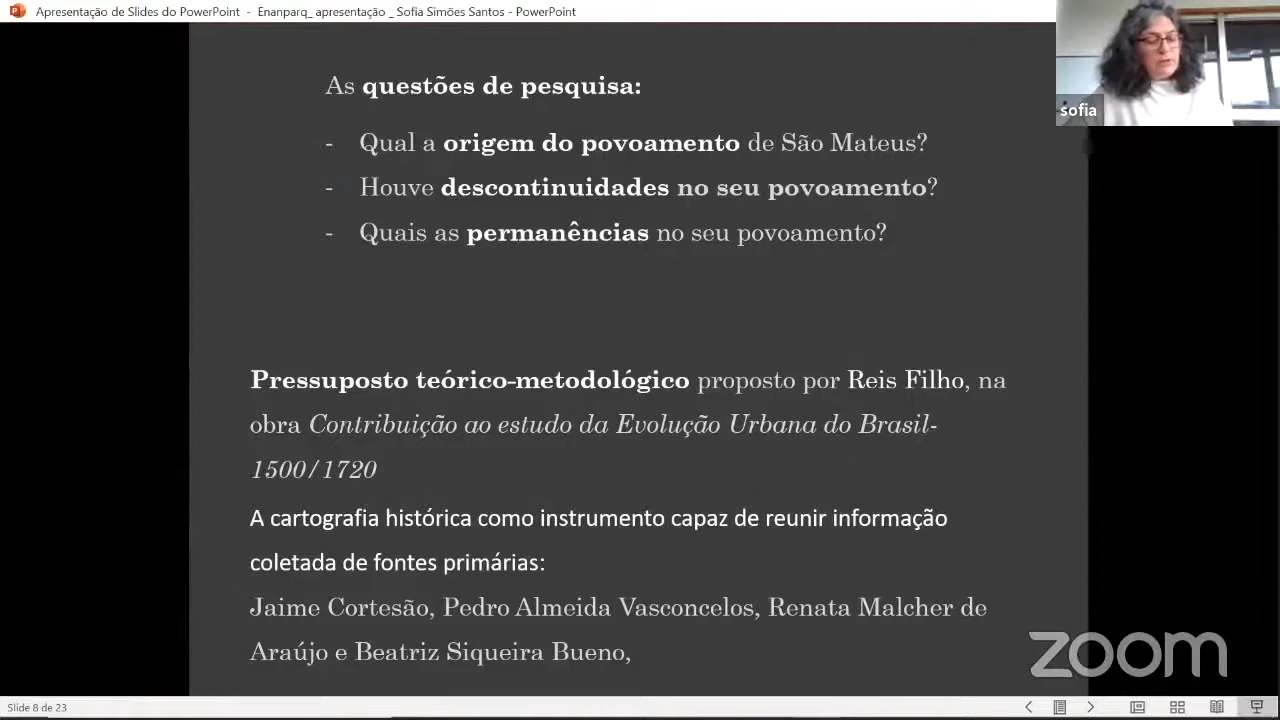 Apresentação de Slides do PowerPoint - Enanparq_ apresentação _ Sofia Simões Santos - PowerPoint
sofia
As questões de pesquisa:
- Qual a origem do povoamento de São Mateus?
- Houve descontinuidades no seu povoamento?
- Quais as permanências no seu povoamento?
Pressuposto teórico-metodológico proposto por Reis Filho, na
obra Contribuição ao estudo da Evolução Urbana do Brasil-
1500/1720
A cartografia histórica como instrumento capaz de reunir informação
coletada de fontes primárias:
Jaime Cortesão, Pedro Almeida Vasconcelos, Renata Malcher de
Araújo e Beatriz Siqueira Bueno,
zoom
Slide 8 de 23